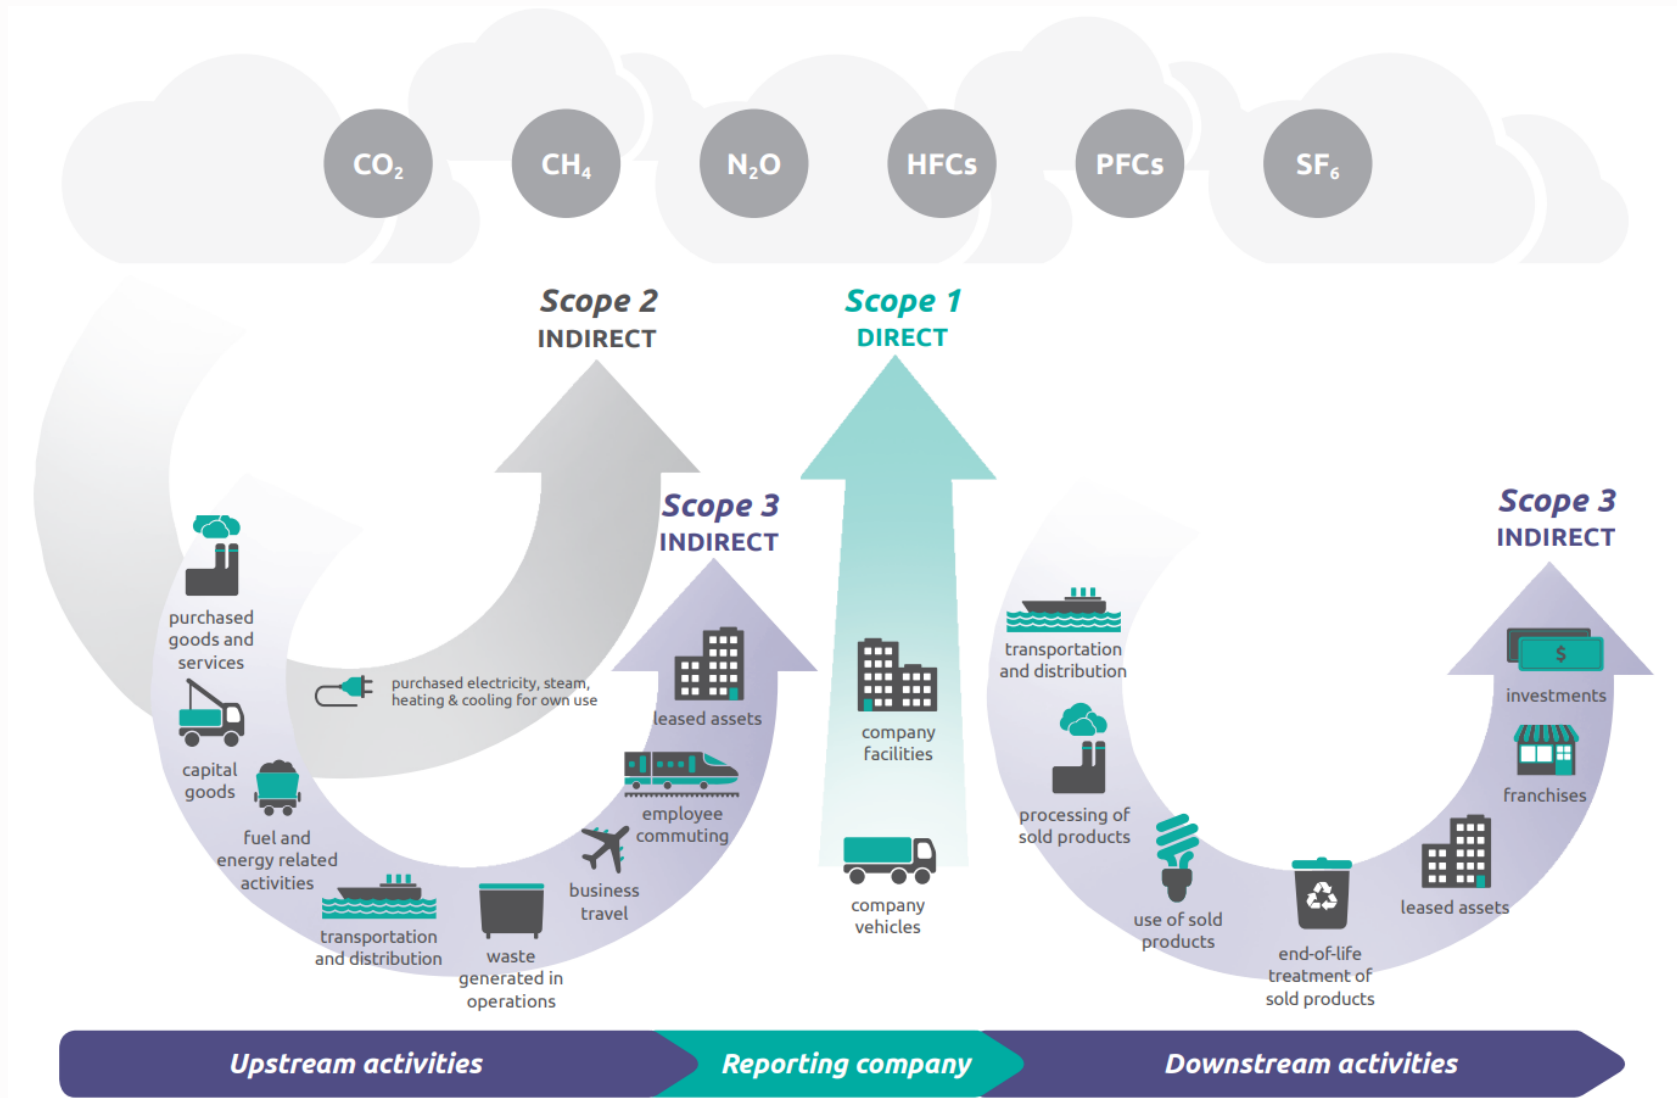 CO₂
CH₄
N₂O
HFCs
PFCs
SF₆
Scope 2
INDIRECT
Scope 1
DIRECT
Scope 3
INDIRECT
Scope 3
INDIRECT
purchased
goods and
services
capital
goods
fuel and
energy related
activities
transportation
and distribution
waste
generated in
operations
business
travel
employee
commuting
leased assets
purchased electricity, steam,
heating & cooling for own use
company
facilities
company
vehicles
transportation
and distribution
processing of
sold products
use of sold
products
end-of-life
treatment of
sold products
leased assets
franchises
$
investments
Upstream activities
Reporting company
Downstream activities